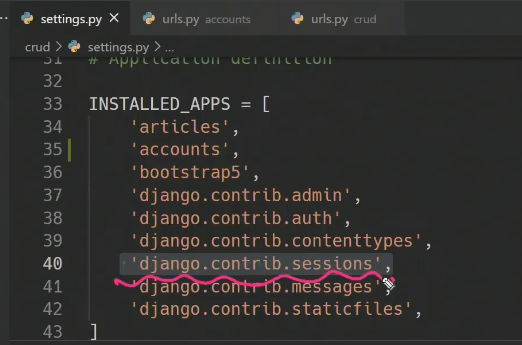 settings.py
urls.py accounts
urls.py crud
crud > settings.py > ...
31 # Application definition
32
33 INSTALLED_APPS = [
34 'articles',
35 'accounts',
36 'bootstrap5',
37 'django.contrib.admin',
38 'django.contrib.auth',
39 'django.contrib.contenttypes',
40 'django.contrib.sessions',
41 'django.contrib.messages',
42 'django.contrib.staticfiles',
43 ]